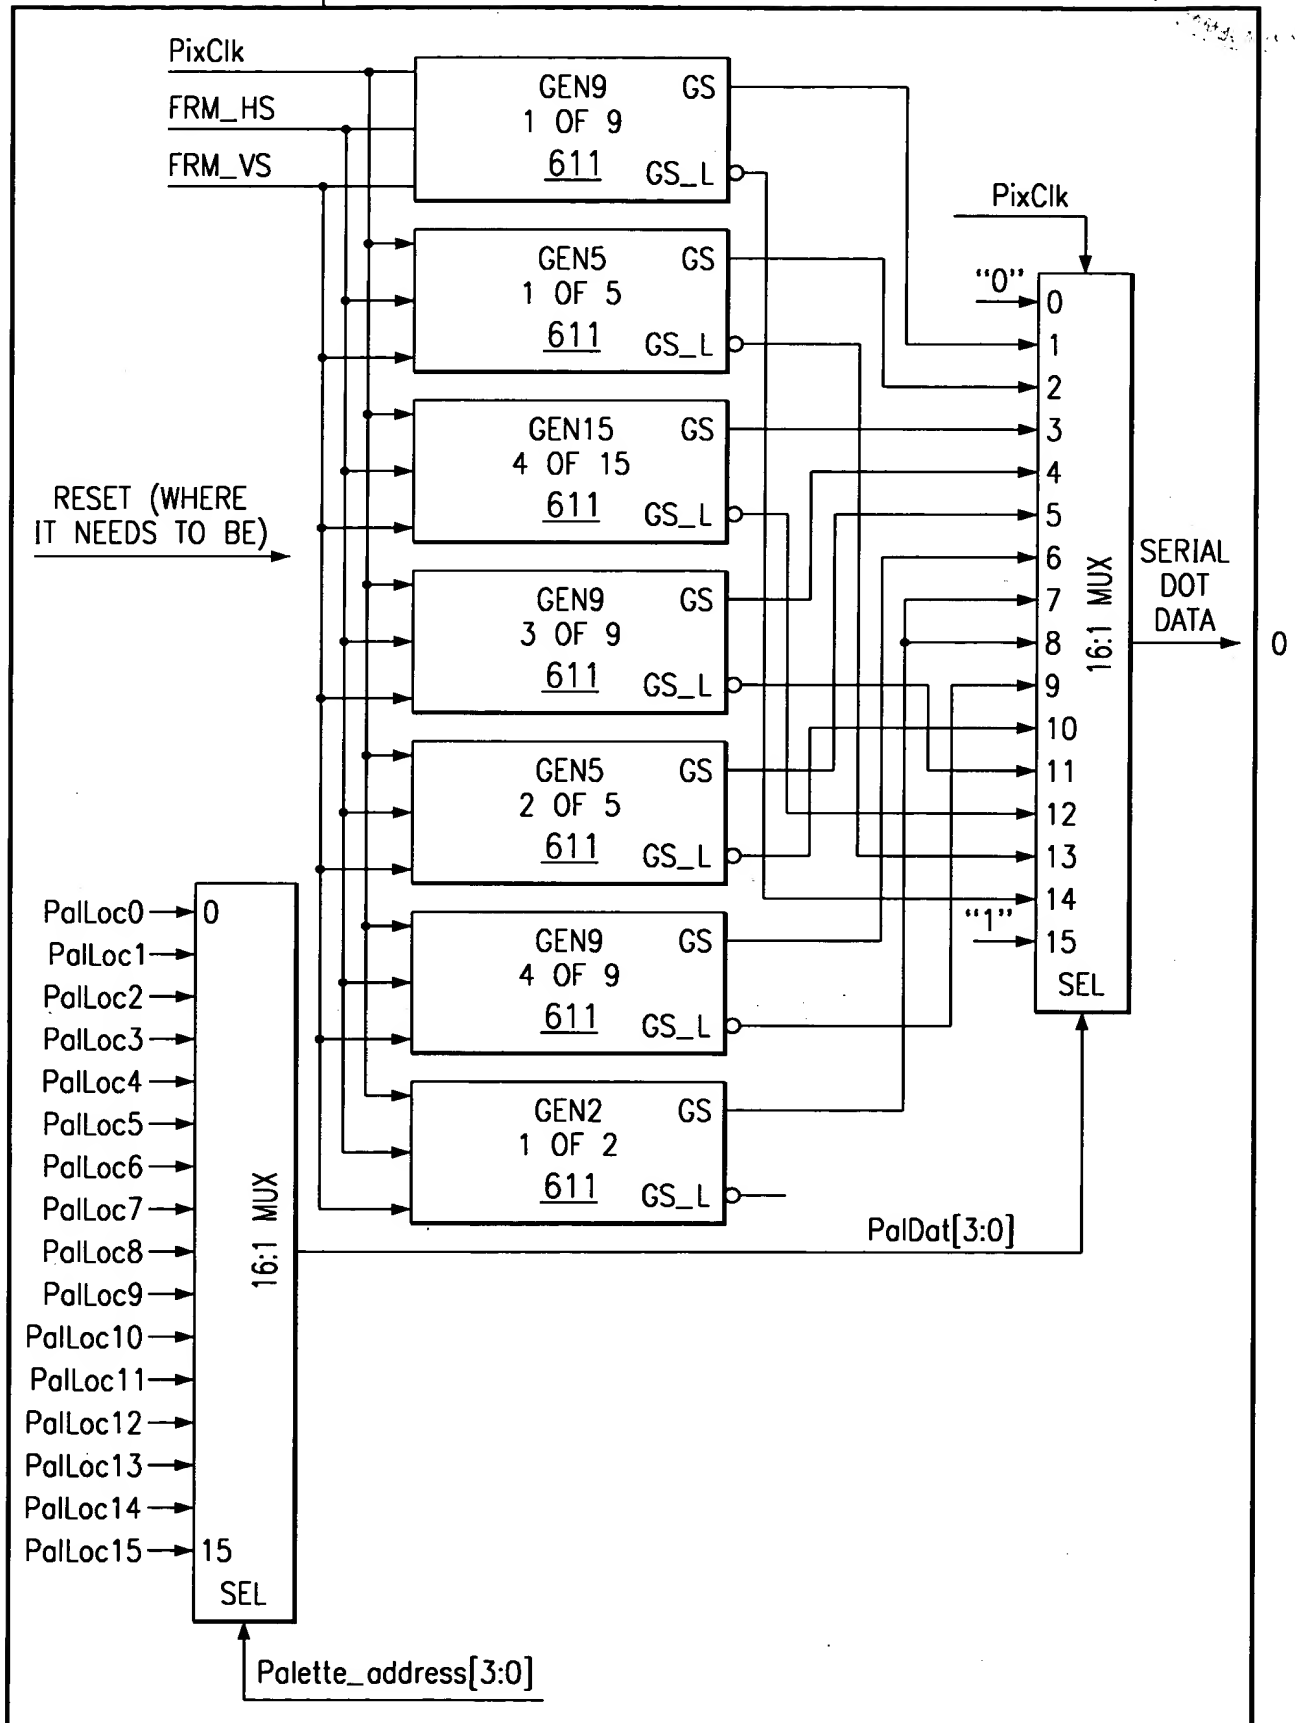 PixClk
FRM_HS
FRM_VS
GEN9 GS
1 OF 9
611 GS_L
GEN5 GS
1 OF 5
611 GS_L
GEN15 GS
4 OF 15
611 GS_L
GEN9 GS
3 OF 9
611 GS_L
GEN5 GS
2 OF 5
611 GS_L
GEN9 GS
4 OF 9
611 GS_L
GEN2 GS
1 OF 2
611 GS_L
RESET (WHERE
IT NEEDS TO BE)
PixClk
“0”
0
1
2
3
4
5
6
7
8
9
10
11
12
13
14
“1”
15
SEL
16:1 MUX
SERIAL
DOT
DATA
0
PalLoc0
PalLoc1
PalLoc2
PalLoc3
PalLoc4
PalLoc5
PalLoc6
PalLoc7
PalLoc8
PalLoc9
PalLoc10
PalLoc11
PalLoc12
PalLoc13
PalLoc14
PalLoc15
0
16:1 MUX
15
SEL
PalDat[3:0]
Palette_address[3:0]